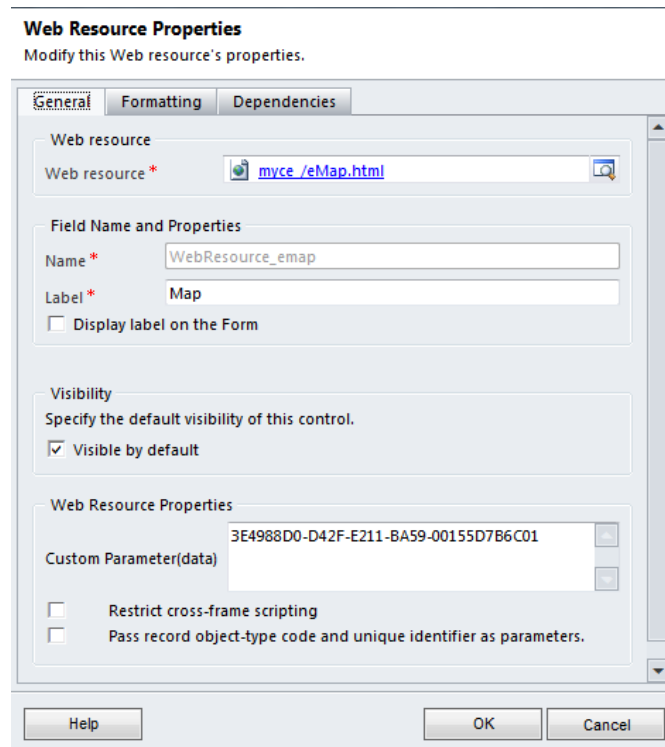 Web Resource Properties
Modify this Web resource's properties.
General Formatting Dependencies
Web resource
Web resource * myce /eMap.html
Field Name and Properties
Name * WebResource_emap
Label * Map
Display label on the Form
Visibility
Specify the default visibility of this control.
Visible by default
Web Resource Properties
3E4988D0-D42F-E211-BA59-00155D7B6C01
Custom Parameter(data)
Restrict cross-frame scripting
Pass record object-type code and unique identifier as parameters.
Help OK Cancel